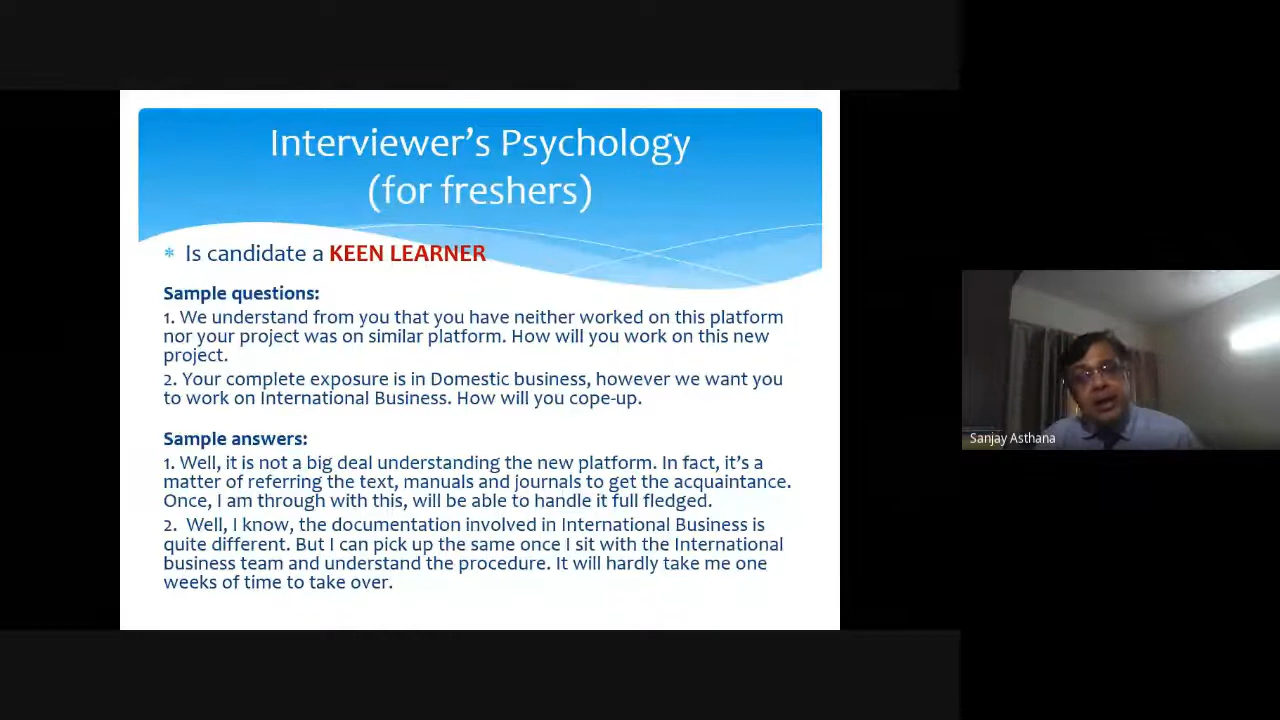 Interviewer’s Psychology
(for freshers)
* Is candidate a KEEN LEARNER
Sample questions:
1. We understand from you that you have neither worked on this platform
nor your project was on similar platform. How will you work on this new
project.
2. Your complete exposure is in Domestic business, however we want you
to work on International Business. How will you cope-up.
Sample answers:
1. Well, it is not a big deal understanding the new platform. In fact, it’s a
matter of referring the text, manuals and journals to get the acquaintance.
Once, I am through with this, will be able to handle it full fledged.
2. Well, I know, the documentation involved in International Business is
quite different. But I can pick up the same once I sit with the International
business team and understand the procedure. It will hardly take me one
weeks of time to take over.
Sanjay Asthana